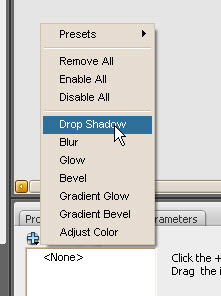 Presets
Remove All
Enable All
Disable All
Drop Shadow
Blur
Glow
Bevel
Gradient Glow
Gradient Bevel
Adjust Color
Pro
arameters
<None>
Click the +
Drag the i